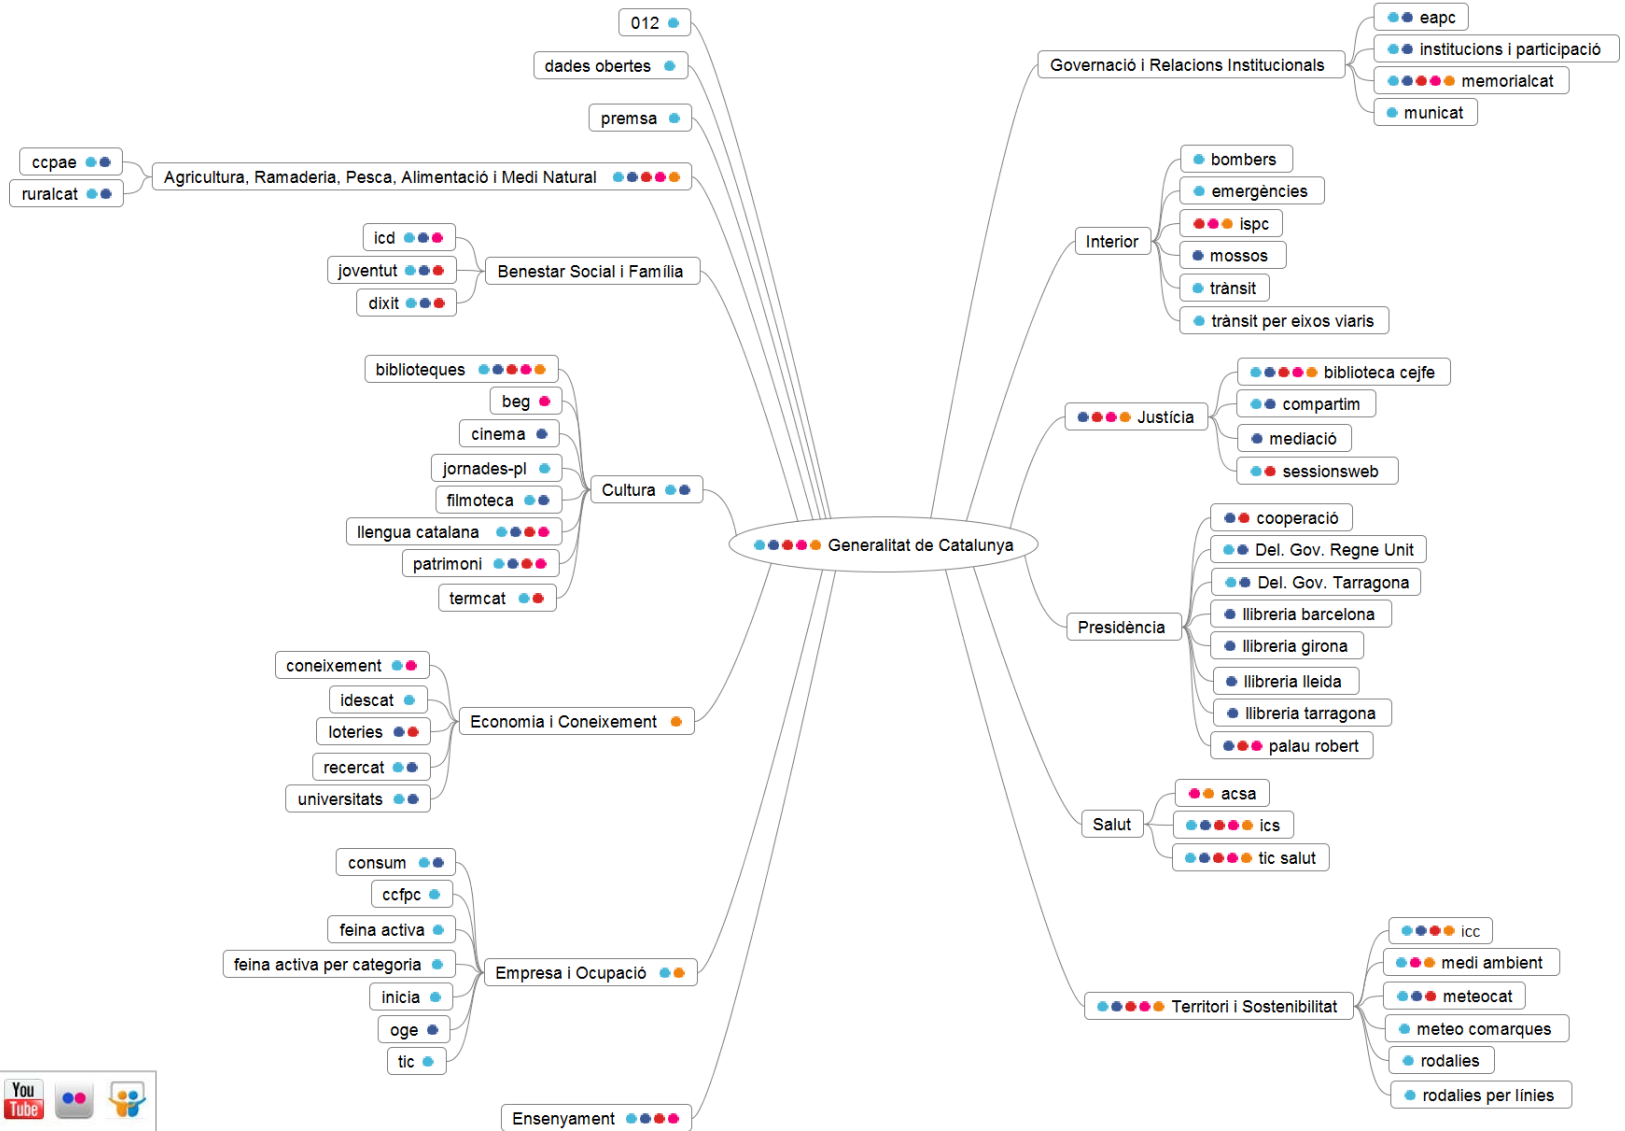 012
dades obertes
premsa
Agricultura, Ramaderia, Pesca, Alimentació i Medi Natural
ccpae
ruralcat
Benestar Social i Família
icd
joventut
dixit
Cultura
biblioteques
beg
cinema
jornades-pl
filmoteca
llengua catalana
patrimoni
termcat
Economia i Coneixement
coneixement
idescat
loteries
recercat
universitats
Empresa i Ocupació
consum
ccfpc
feina activa
feina activa per categoria
inicia
oge
tic
Ensenyament
Generalitat de Catalunya
Governació i Relacions Institucionals
eapc
institucions i participació
memorialcat
municat
Interior
bombers
emergències
ispc
mossos
trànsit
trànsit per eixos viaris
Justícia
biblioteca cejfe
compartim
mediació
sessionsweb
Presidència
cooperació
Del. Gov. Regne Unit
Del. Gov. Tarragona
llibreria barcelona
llibreria girona
llibreria lleida
llibreria tarragona
palau robert
Salut
acsa
ics
tic salut
Territori i Sostenibilitat
icc
medi ambient
meteocat
meteo comarques
rodalies
rodalies per línies
You
Tube